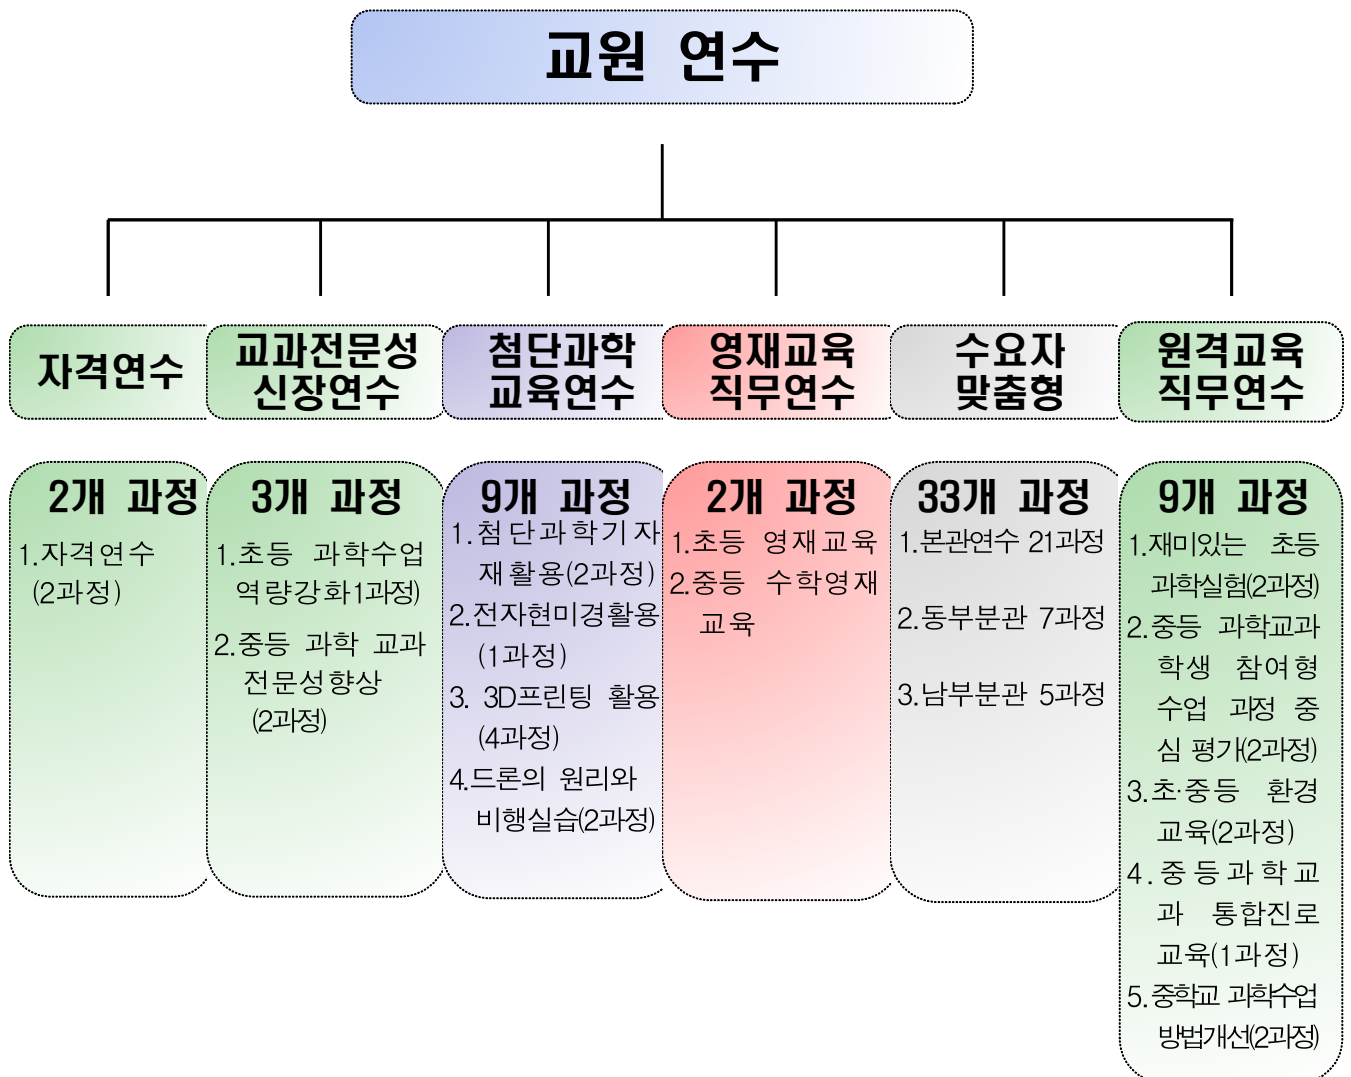 교원 연수
자격연수
교과전문성
신장연수
첨단과학
교육연수
영재교육
직무연수
수요자
맞춤형
원격교육
직무연수
2개 과정
1.자격연수
(2과정)
3개 과정
1.초등 과학수업
역량강화1과정)
2.중등 과학 교과
전문성향상
(2과정)
9개 과정
1.첨단과학기자
재활용(2과정)
2.전자현미경활용
(1과정)
3. 3D프린팅 활용
(4과정)
4.드론의 원리와
비행실습(2과정)
2개 과정
1.초등 영재교육
2.중등 수학영재
교육
33개 과정
1.본관연수 21과정
2.동부분관 7과정
3.남부분관 5과정
9개 과정
1.재미있는 초등
과학실험(2과정)
2.중등 과학교과
학생 참여형
수업 과정 중
심 평가(2과정)
3.초·중등 환경
교육(2과정)
4.중등과학교
과 통합진로
교육(1과정)
5.중학교 과학수업
방법개선(2과정)